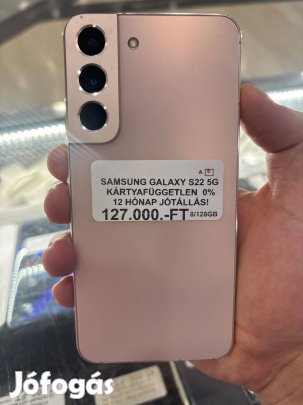 A
SAMSUNG GALAXY S22 5G
KÁRTYAFÜGGETLEN 0%
12 HÓNAP JÓTÁLLÁS!
127.000.-FT 8/128GB
Jófogás